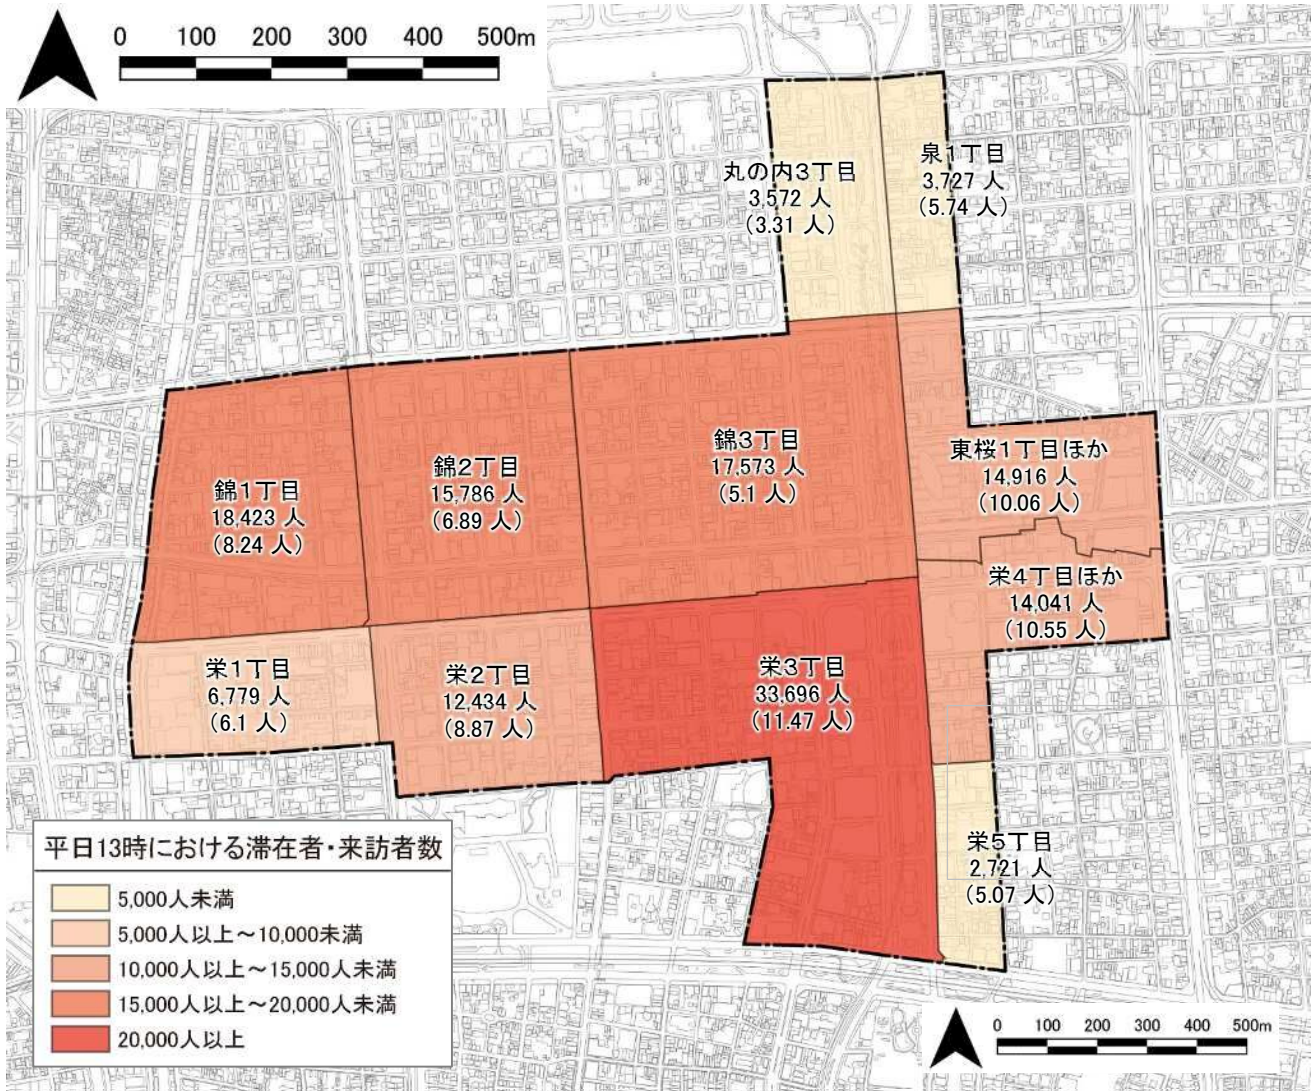 0 100 200 300 400 500m
丸の内3丁目
3,572 人
(3.31 人)
泉1丁目
3,727 人
(5.74 人)
錦1丁目
18,423 人
(8.24 人)
錦2丁目
15,786 人
(6.89 人)
錦3丁目
17,573 人
(5.1 人)
東桜1丁目ほか
14,916 人
(10.06 人)
栄4丁目ほか
14,041 人
(10.55 人)
栄1丁目
6,779 人
(6.1 人)
栄2丁目
12,434 人
(8.87 人)
栄3丁目
33,696 人
(11.47 人)
栄5丁目
2,721 人
(5.07 人)
平日13時における滞在者・来訪者数
5,000人未満
5,000人以上～10,000未満
10,000人以上～15,000人未満
15,000人以上～20,000人未満
20,000人以上
0 100 200 300 400 500m